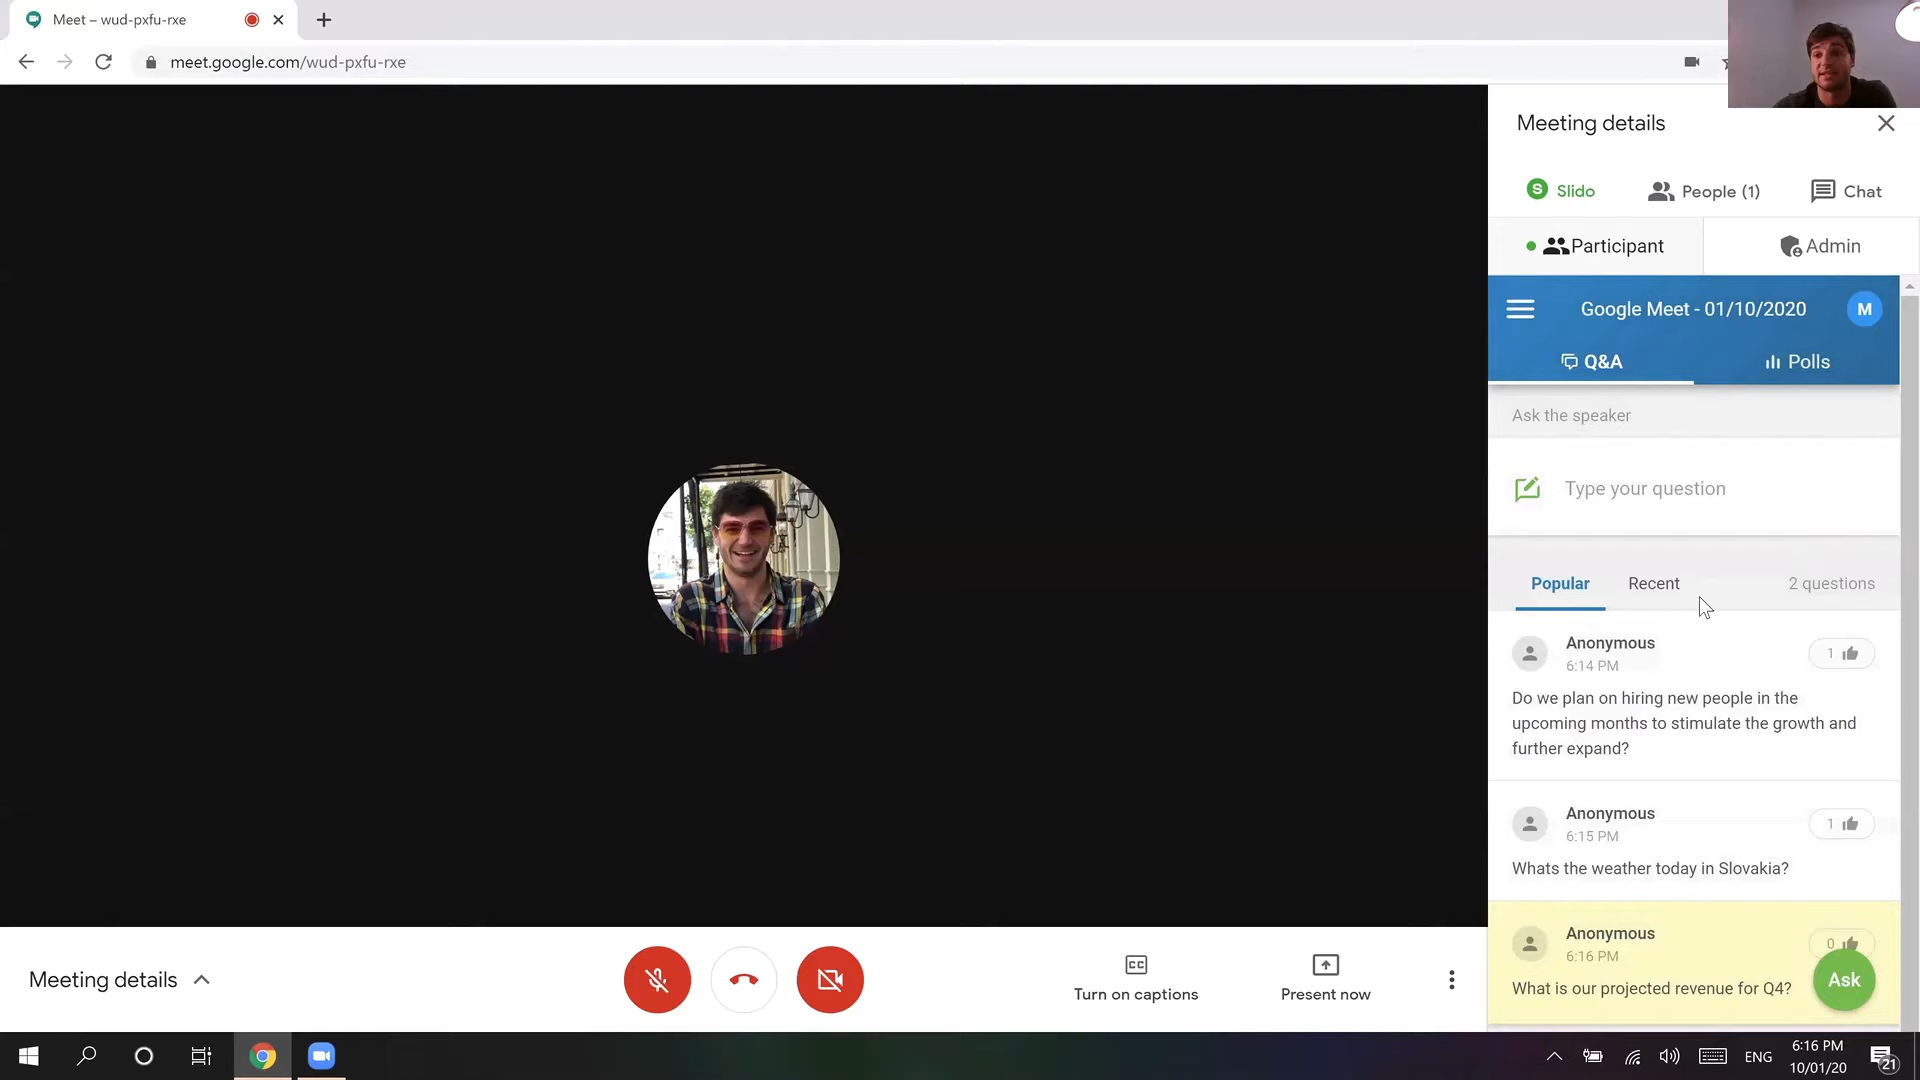 Meet – wud-pxfu-rxe
meet.google.com/wud-pxfu-rxe
Meeting details
S Slido
People (1)
Chat
Participant
Admin
Google Meet - 01/10/2020
M
Q&A
Polls
Ask the speaker
Type your question
Popular
Recent
2 questions
Anonymous
1
6:14 PM
Do we plan on hiring new people in the
upcoming months to stimulate the growth and
further expand?
Anonymous
1
6:15 PM
Whats the weather today in Slovakia?
Anonymous
0
6:16 PM
What is our projected revenue for Q4?
Ask
Meeting details
CC
Turn on captions
Present now
ENG
6:16 PM
10/01/20
21